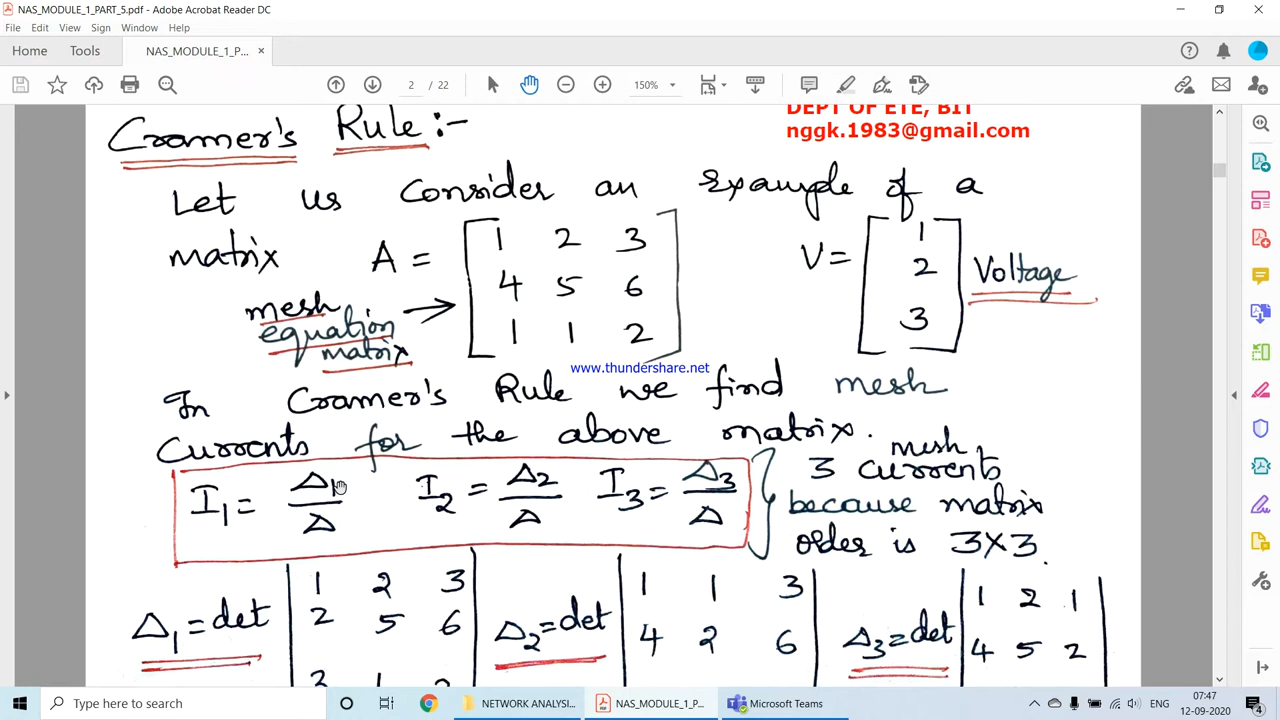 NAS_MODULE_1_PART_5.pdf - Adobe Acrobat Reader DC
File Edit View Sign Window Help
Home Tools NAS_MODULE_1_P... ×
2 / 22 150%
DEPT OF ETE, BIT
nggk.1983@gmail.com
Cramer's Rule:-
Let us Consider an Example of a
matrix A = [ 1 2 3
4 5 6
1 1 2 ]
V = [ 1
2
3 ] Voltage
mesh
equation
matrix
www.thundershare.net
In Cramer's Rule we find mesh
Currents for the above matrix.
I1 = Δ1/Δ I2 = Δ2/Δ I3 = Δ3/Δ
3 mesh currents
because matrix
order is 3X3.
Δ1 = det | 1 2 3
2 5 6
Δ2 = det | 1 1 3
4 2 6
Δ3 = det | 1 2 1
4 5 2
Type here to search
NETWORK ANALYSI...
NAS_MODULE_1_P...
Microsoft Teams
07:47
12-09-2020
4